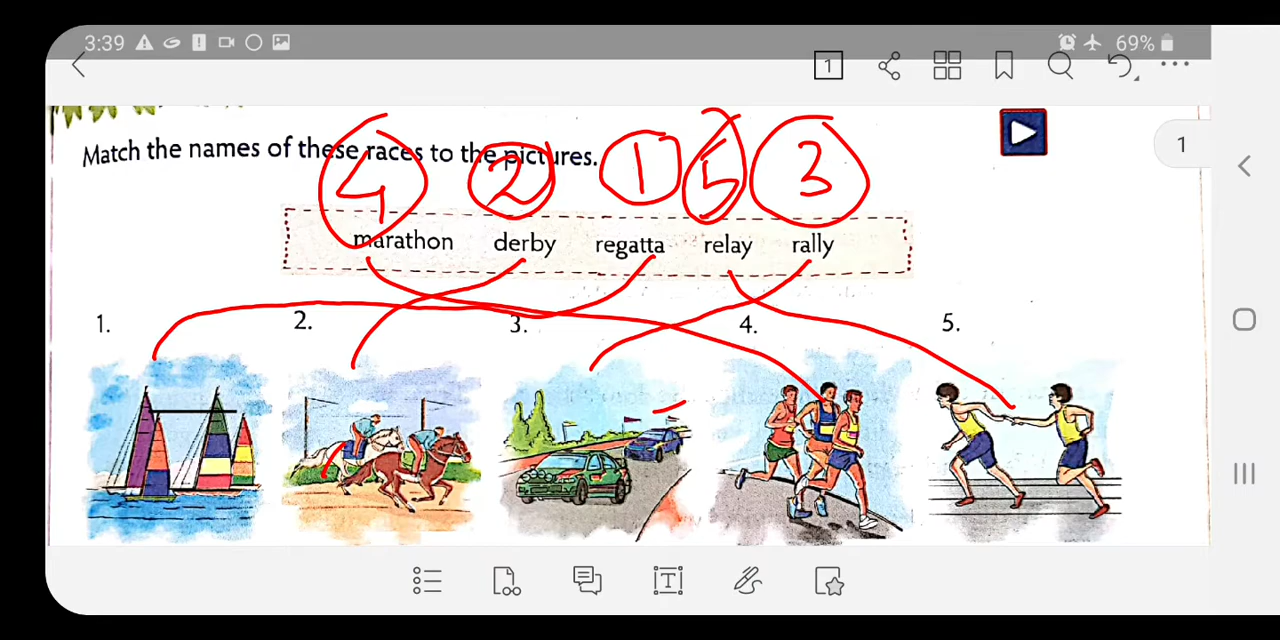 3:39
69%
1
Match the names of these races to the pictures.
1
4 2 1 5 3
marathon derby regatta relay rally
1. 2. 3. 4. 5.
T